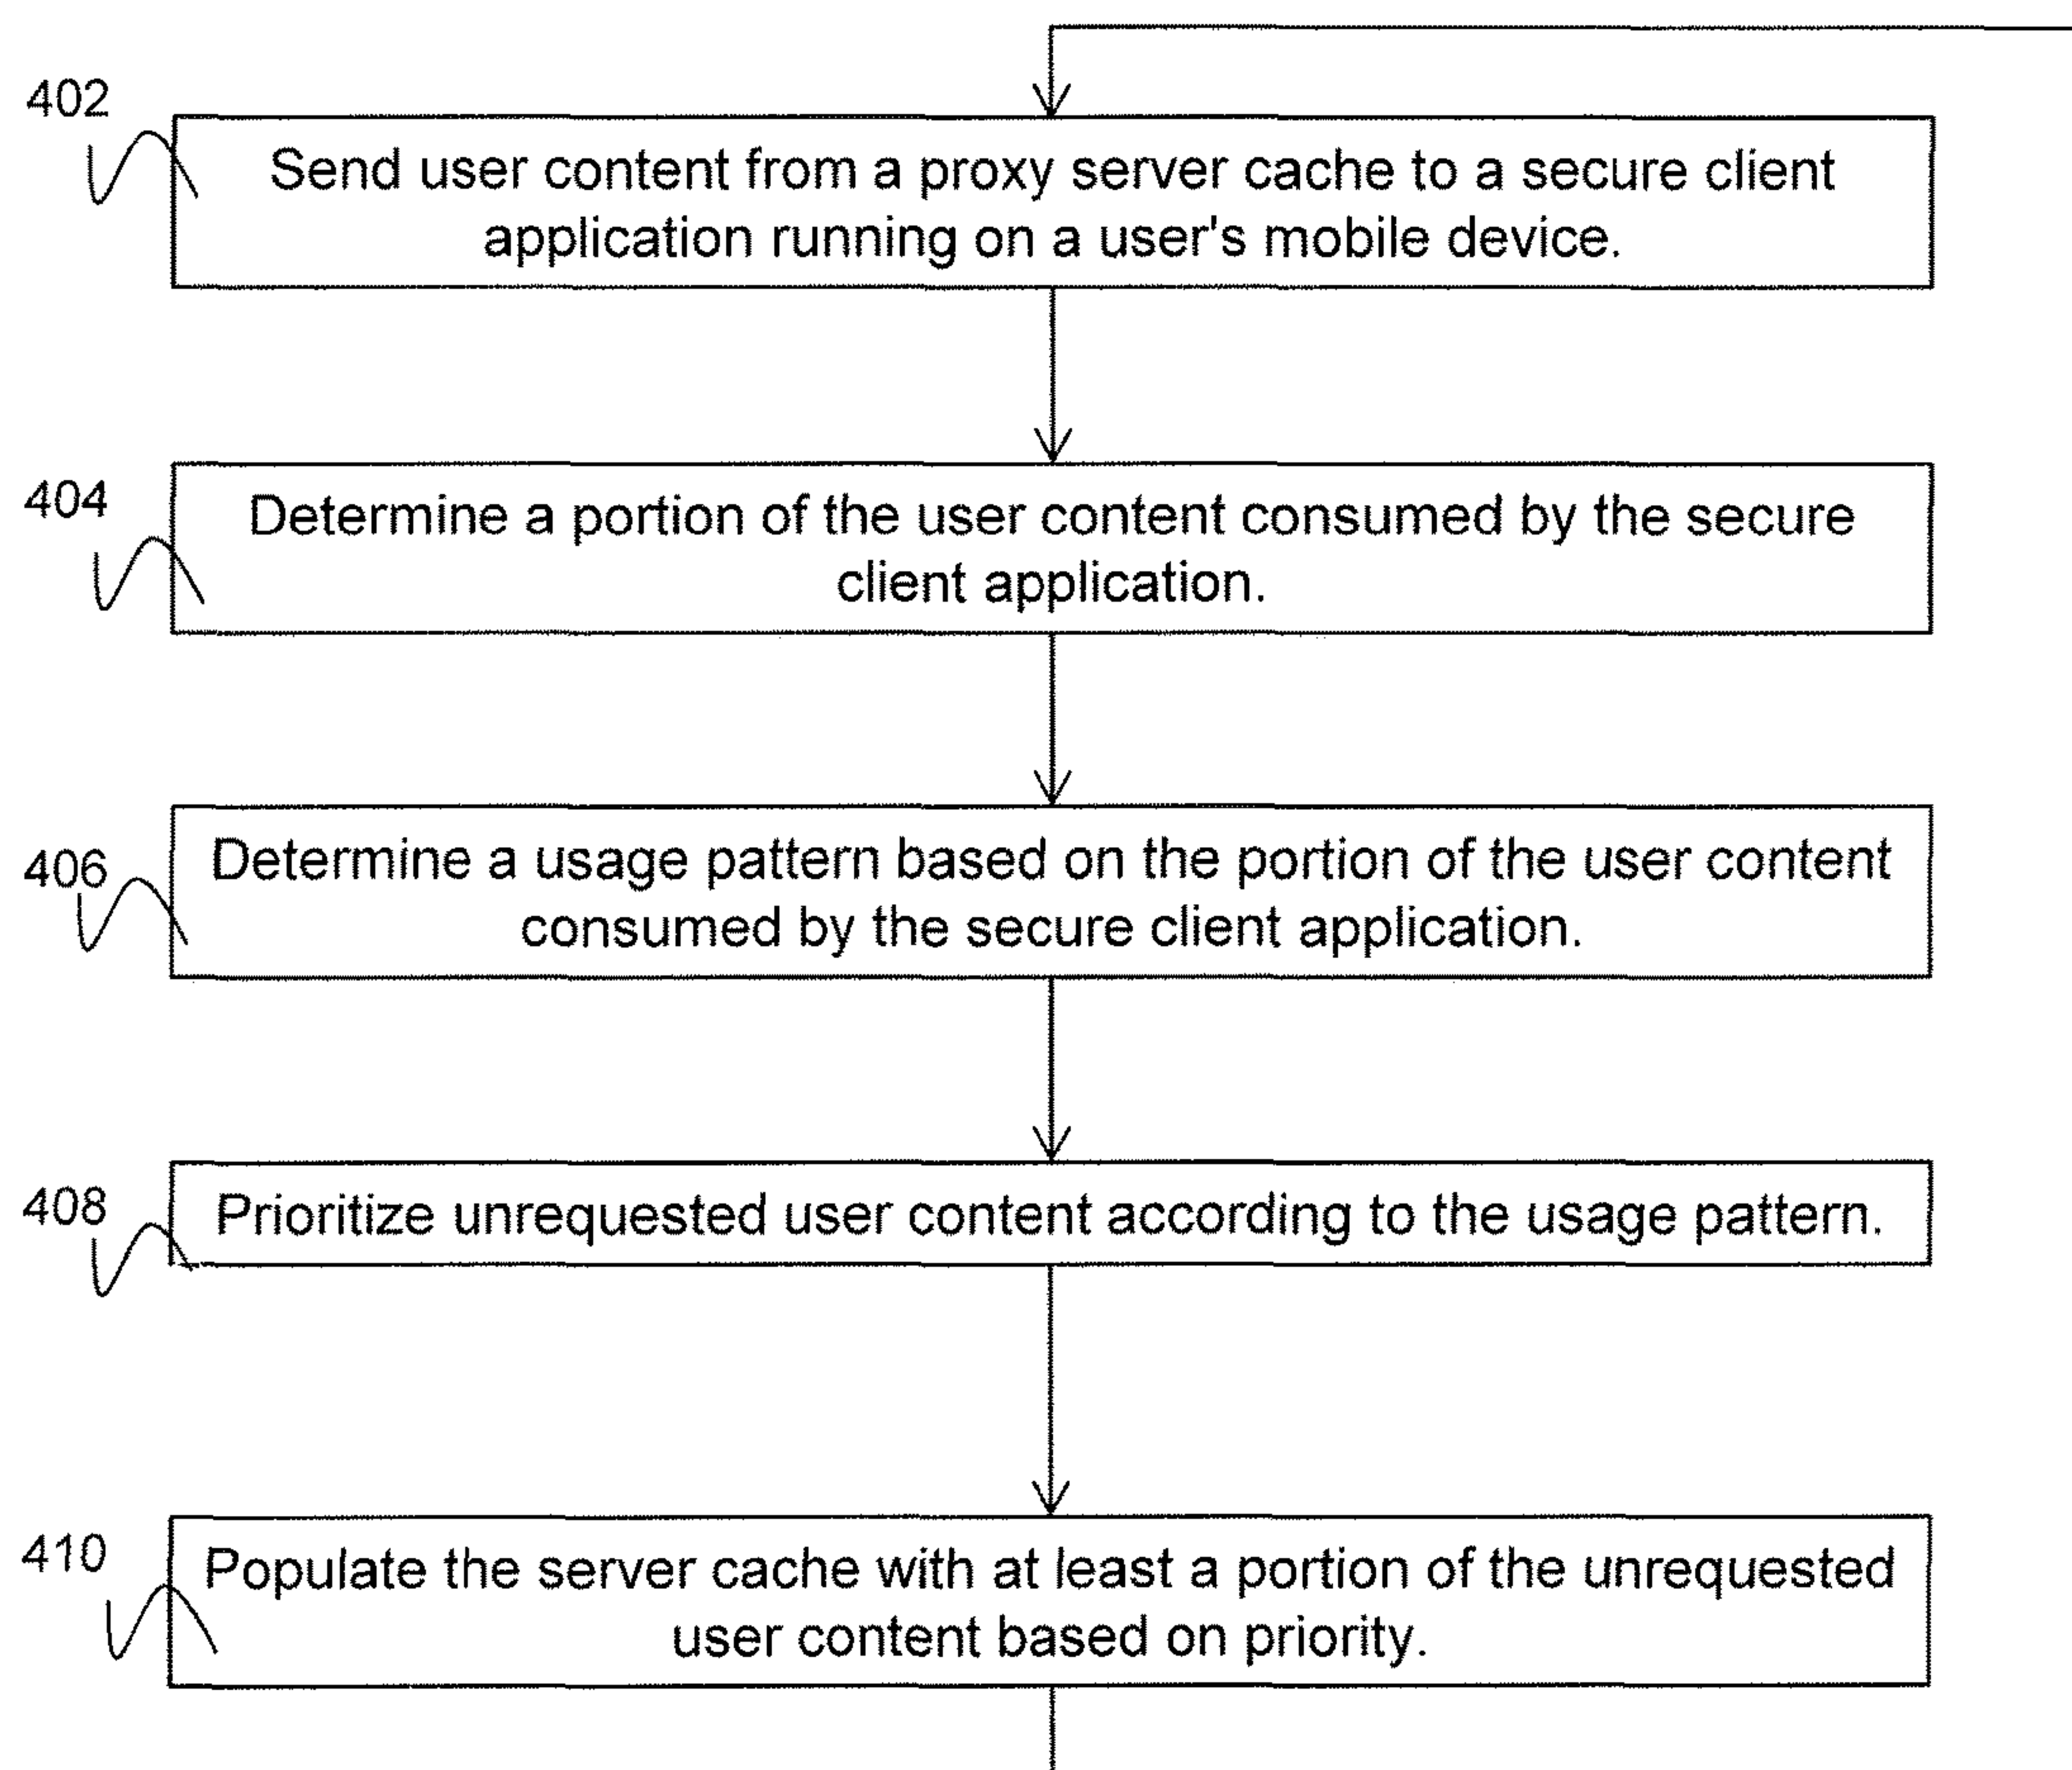 402
Send user content from a proxy server cache to a secure client
application running on a user's mobile device.
404
Determine a portion of the user content consumed by the secure
client application.
406
Determine a usage pattern based on the portion of the user content
consumed by the secure client application.
408
Prioritize unrequested user content according to the usage pattern.
410
Populate the server cache with at least a portion of the unrequested
user content based on priority.